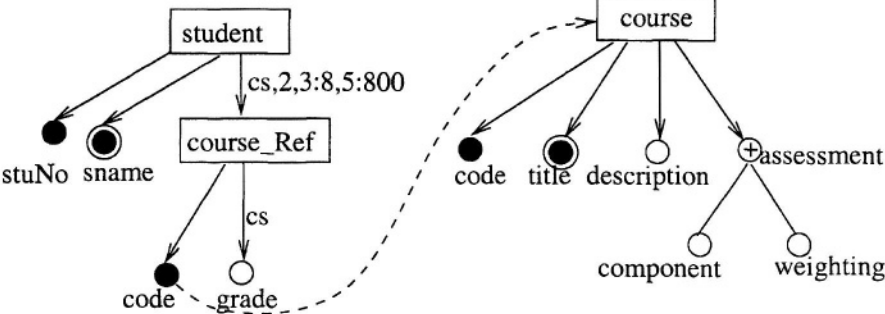 student
course
cs,2,3:8,5:800
course_Ref
stuNo sname
code title description
+
assessment
cs
component
weighting
code
grade